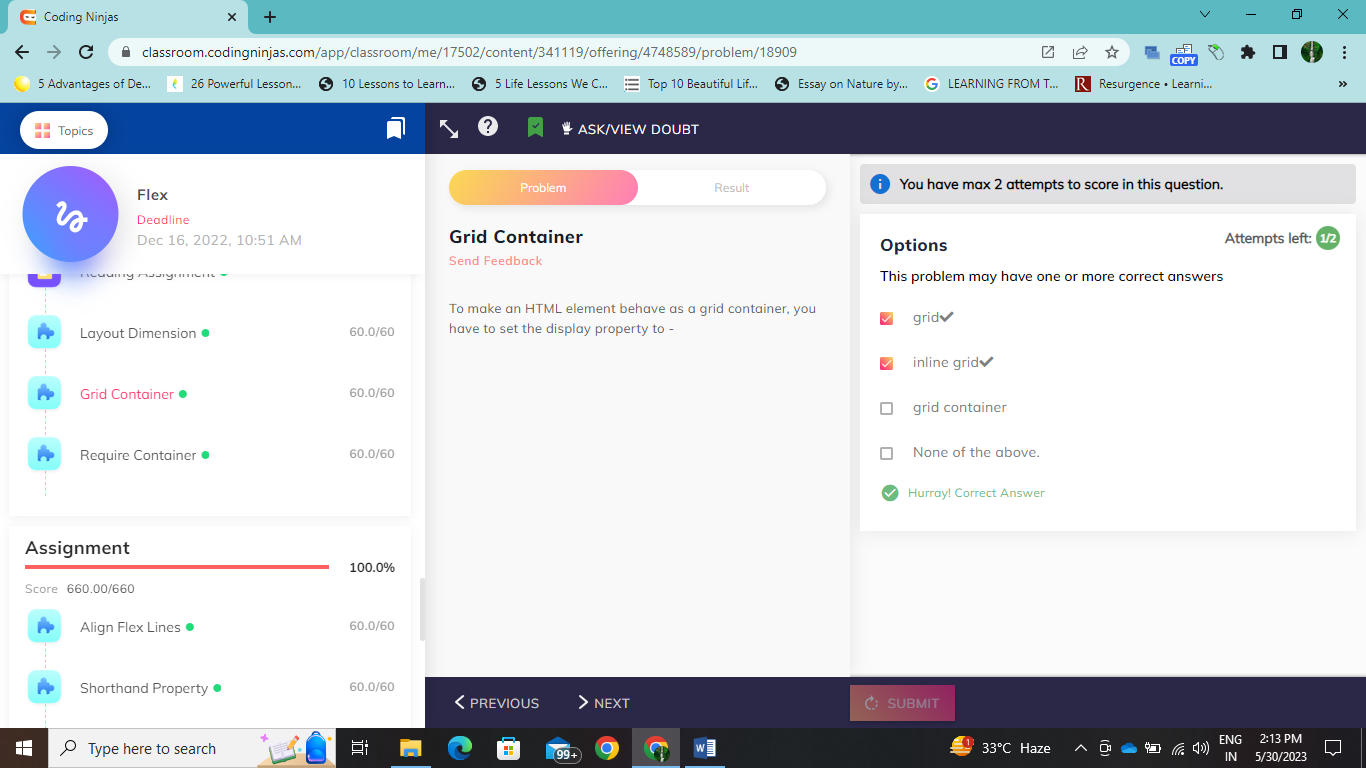 Coding Ninjas
classroom.codingninjas.com/app/classroom/me/17502/content/341119/offering/4748589/problem/18909
COPY
5 Advantages of De...
26 Powerful Lesson...
10 Lessons to Learn...
5 Life Lessons We C...
Top 10 Beautiful Lif...
Essay on Nature by...
LEARNING FROM T...
Resurgence • Learni...
Topics
ASK/VIEW DOUBT
Flex
Deadline
Dec 16, 2022, 10:51 AM
Reading Assignment
Layout Dimension 60.0/60
Grid Container 60.0/60
Require Container 60.0/60
Assignment
100.0%
Score 660.00/660
Align Flex Lines 60.0/60
Shorthand Property 60.0/60
Problem
Result
Grid Container
Send Feedback
To make an HTML element behave as a grid container, you
have to set the display property to -
You have max 2 attempts to score in this question.
Options
Attempts left: 1/2
This problem may have one or more correct answers
grid
inline grid
grid container
None of the above.
Hurray! Correct Answer
PREVIOUS
NEXT
SUBMIT
Type here to search
99+
33°C Haze
ENG
IN
2:13 PM
5/30/2023